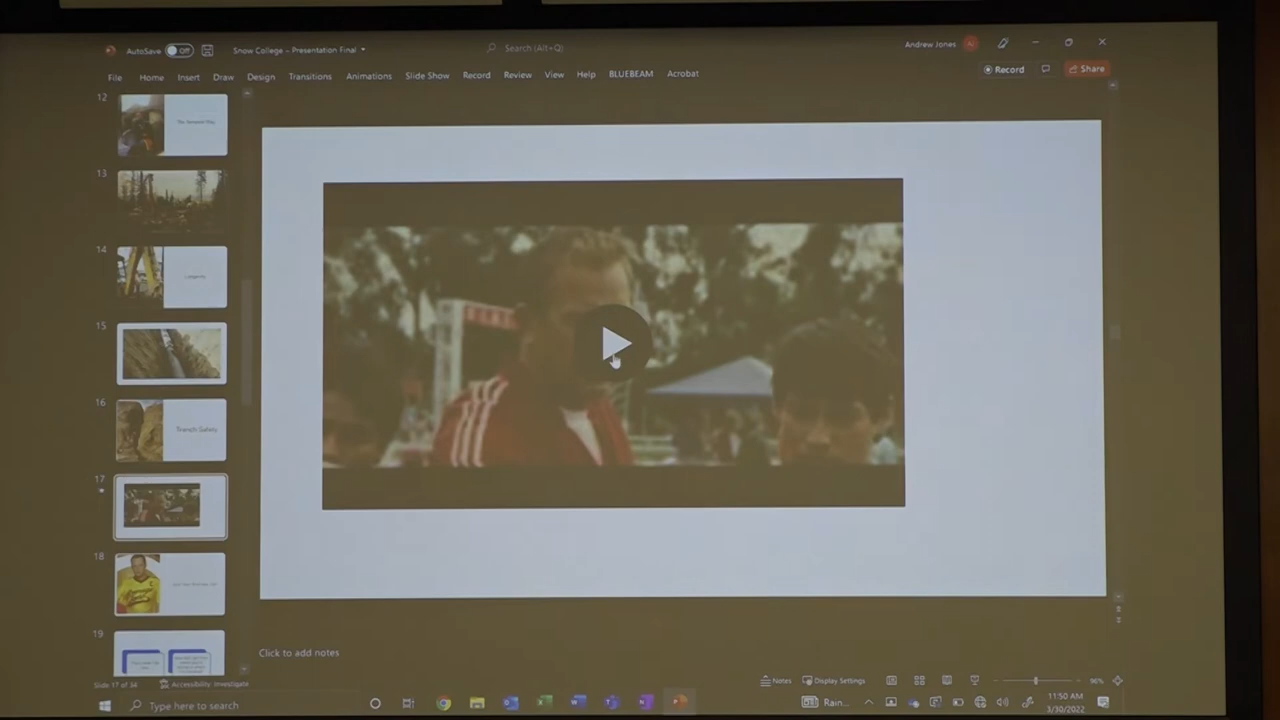 AutoSave Off
Snow College – Presentation Final
Search (Alt+Q)
Andrew Jones
File Home Insert Draw Design Transitions Animations Slide Show Record Review View Help BLUEBEAM Acrobat
Record
Share
12
13
14
15
16
Trench Safety
17
18
19
Click to add notes
Slide 17 of 34
Accessibility: Investigate
Notes
Display Settings
96%
Type here to search
Rain...
11:50 AM
3/30/2022